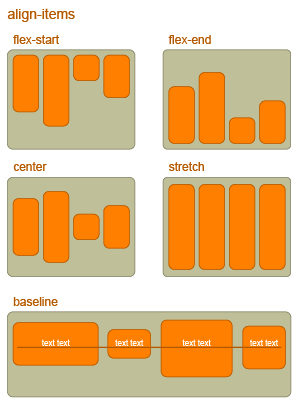 align-items
flex-start
flex-end
center
stretch
baseline
text text
text text
text text
text text